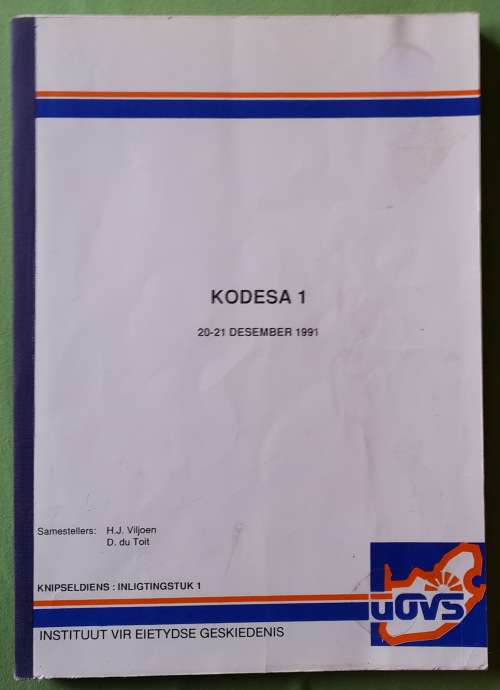 KODESA 1
20-21 DESEMBER 1991
Samestellers: H.J. Viljoen
D. du Toit
KNIPSELDIENS : INLIGTINGSTUK 1
UOVS
INSTITUUT VIR EIETYDSE GESKIEDENIS